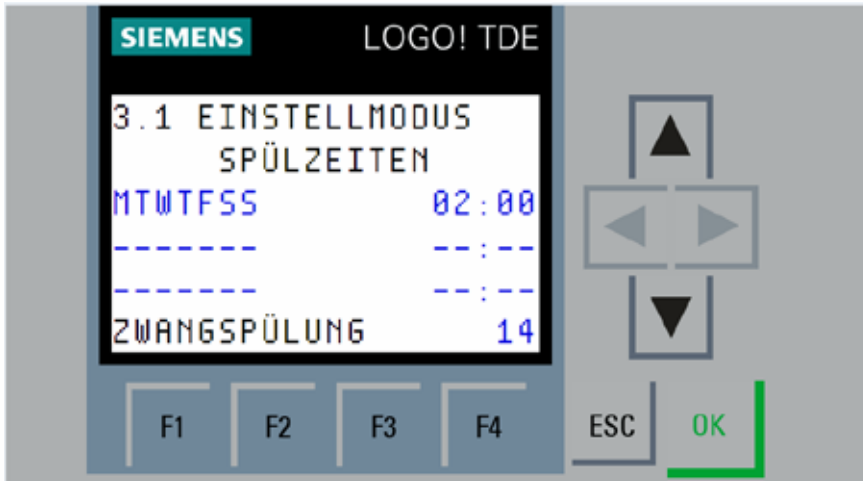 SIEMENS LOGO! TDE
3.1 EINSTELLMODUS
SPÜLZEITEN
MTWTFSS 02:00
------- --:--
------- --:--
ZWANGSPÜLUNG 14
F1 F2 F3 F4 ESC OK